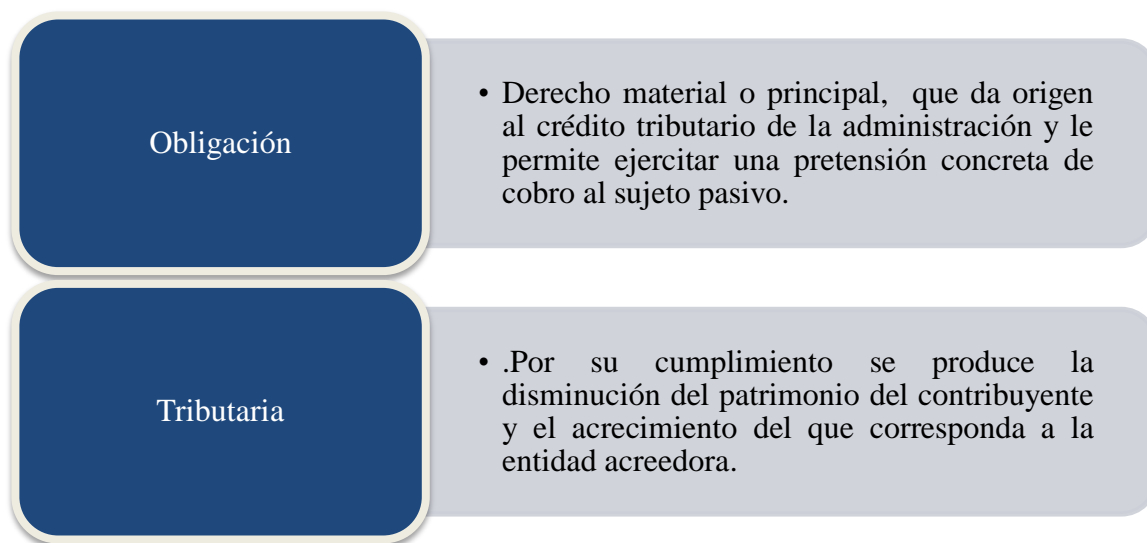 Obligación
• Derecho material o principal, que da origen
al crédito tributario de la administración y le
permite ejercitar una pretensión concreta de
cobro al sujeto pasivo.
Tributaria
• .Por su cumplimiento se produce la
disminución del patrimonio del contribuyente
y el acrecimiento del que corresponda a la
entidad acreedora.